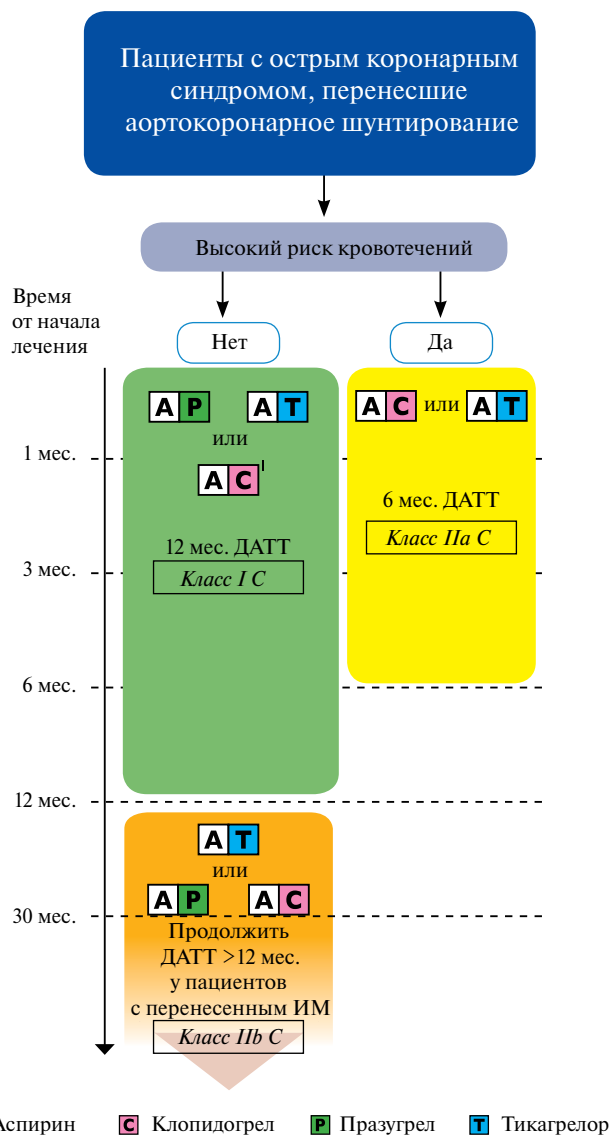 Пациенты с острым коронарным
синдромом, перенесшие
аортокоронарное шунтирование
Высокий риск кровотечений
Время
от начала
лечения
Нет
Да
A P A T
или
A C I
12 мес. ДАТТ
Класс I C
A C или A T
6 мес. ДАТТ
Класс IIa C
1 мес.
3 мес.
6 мес.
12 мес.
30 мес.
A T
или
A P A C
Продолжить
ДАТТ >12 мес.
у пациентов
с перенесенным ИМ
Класс IIb C
Аспирин C Клопидогрел P Празугрел T Тикагрелор